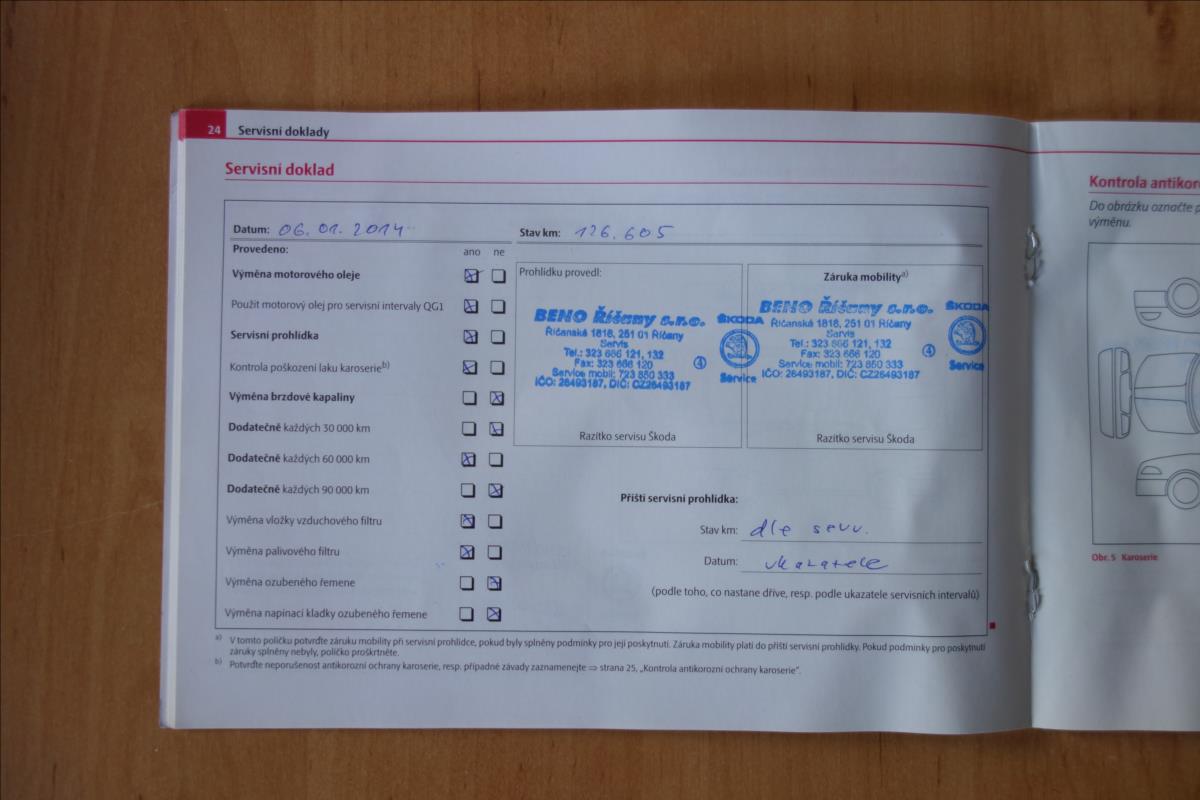 24 Servisní doklady
Servisní doklad
Datum: 06.01.2014
Stav km: 126.605
Provedeno:
ano ne
Výměna motorového oleje
Použit motorový olej pro servisní intervaly QG1
Servisní prohlídka
Kontrola poškození laku karoserieb)
Výměna brzdové kapaliny
Dodatečně každých 30 000 km
Dodatečně každých 60 000 km
Dodatečně každých 90 000 km
Výměna vložky vzduchového filtru
Výměna palivového filtru
Výměna ozubeného řemene
Výměna napínací kladky ozubeného řemene
Prohlídku provedl:
BENO Říčany s.r.o.
Říčanská 1818, 251 01 Říčany
Servis
Tel.: 323 666 121, 132
Fax: 323 666 120
Service mobil: 723 850 333
IČO: 26493187, DIČ: CZ26493187
4
ŠKODA
Service
Razítko servisu Škoda
Záruka mobilitya)
BENO Říčany s.r.o.
Říčanská 1818, 251 01 Říčany
Servis
Tel.: 323 666 121, 132
Fax: 323 666 120
Service mobil: 723 850 333
IČO: 26493187, DIČ: CZ26493187
4
ŠKODA
Service
Razítko servisu Škoda
Příští servisní prohlídka:
Stav km: dle serv.
Datum: ukazatele
(podle toho, co nastane dříve, resp. podle ukazatele servisních intervalů)
a) V tomto políčku potvrďte záruku mobility při servisní prohlídce, pokud byly splněny podmínky pro její poskytnutí. Záruka mobility platí do příští servisní prohlídky. Pokud podmínky pro poskytnutí
záruky splněny nebyly, políčko proškrtněte.
b) Potvrďte neporušenost antikorozní ochrany karoserie, resp. případné závady zaznamenejte ⇒ strana 25, „Kontrola antikorozní ochrany karoserie“.
Kontrola antikoro
Do obrázku označte p
výměnu.
Obr. 5 Karoserie